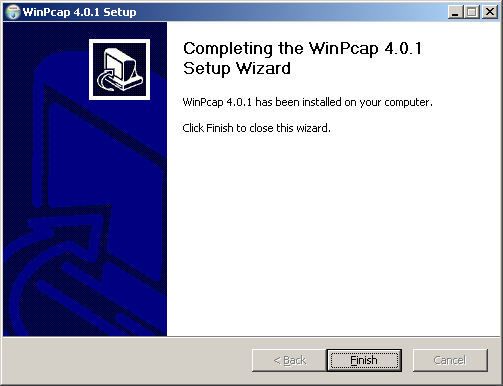 WinPcap 4.0.1 Setup
Completing the WinPcap 4.0.1
Setup Wizard
WinPcap 4.0.1 has been installed on your computer.
Click Finish to close this wizard.
< Back
Finish
Cancel